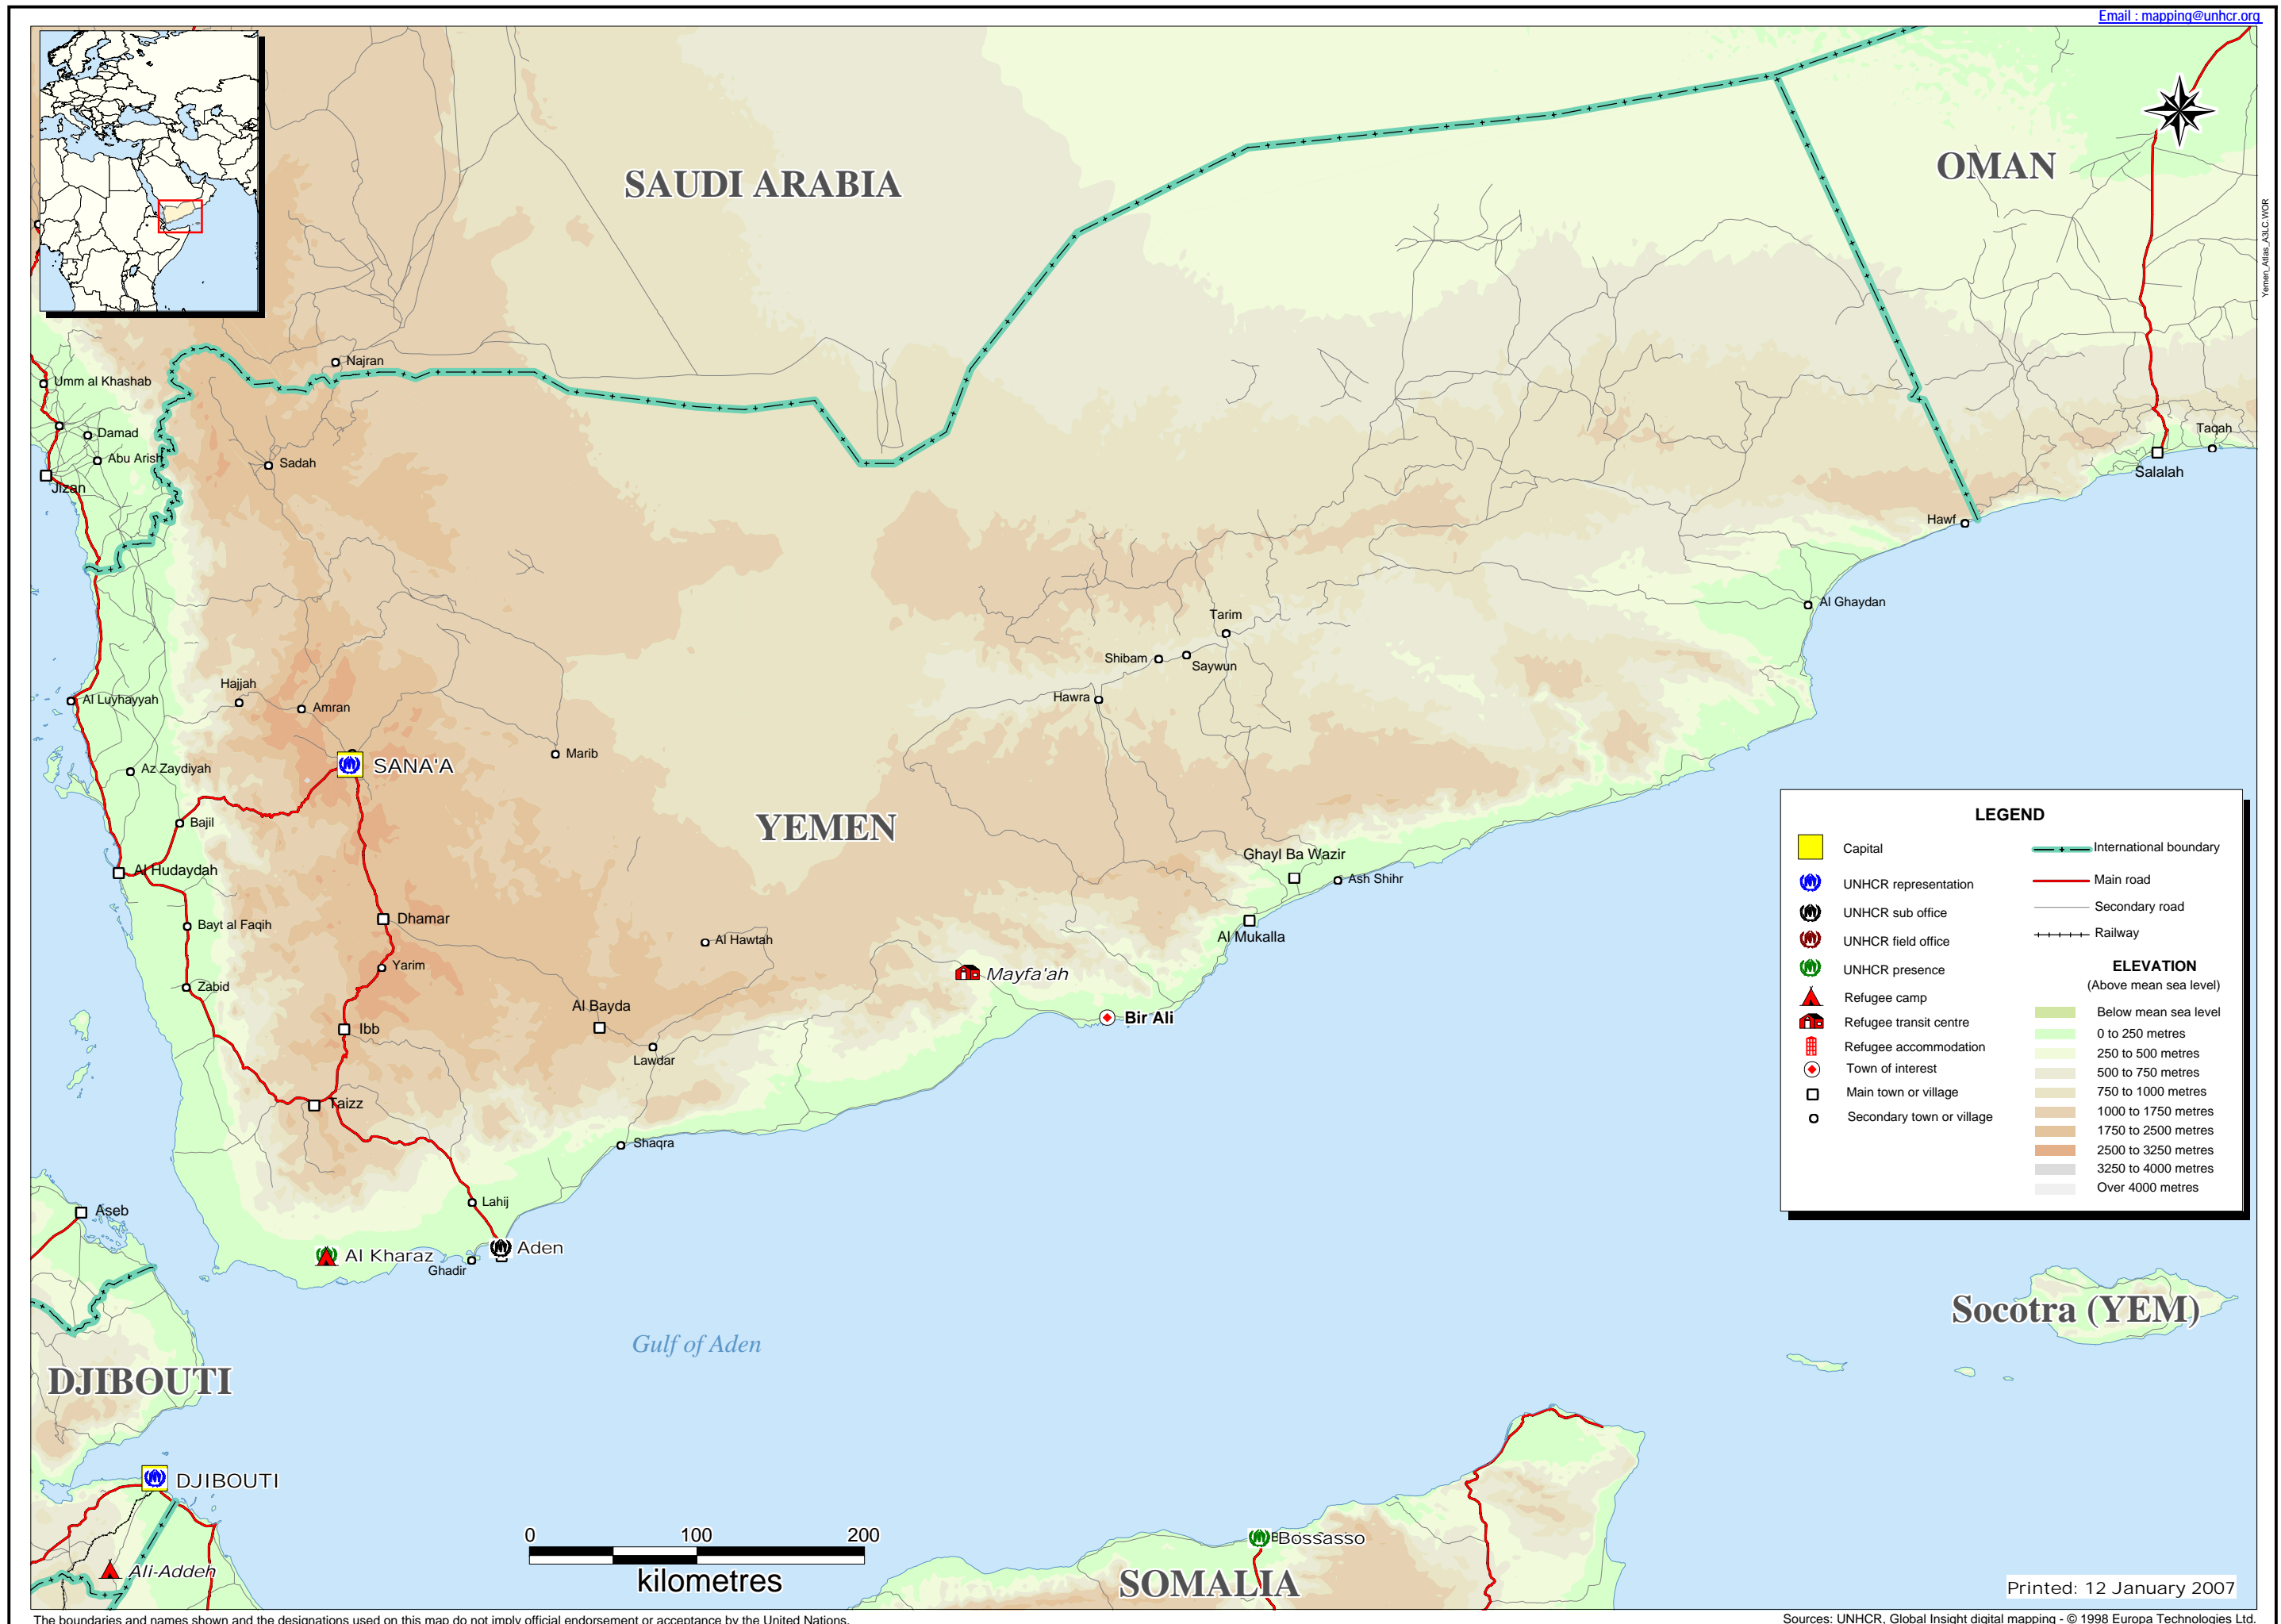 Email : mapping@unhcr.org
Yemen_Atlas_A3LC.WOR
SAUDI ARABIA
OMAN
Najran
Umm al Khashab
Damad
Abu Arish
Jizan
Sadah
Taqah
Salalah
Hawf
Al Ghaydan
Tarim
Shibam
Saywun
Hawra
Hajjah
Amran
Al Luyhayyah
Marib
SANA'A
Az Zaydiyah
Bajil
YEMEN
Al Hudaydah
Ghayl Ba Wazir
Ash Shihr
Dhamar
Bayt al Faqih
Al Mukalla
Al Hawtah
Yarim
Mayfa'ah
Zabid
Al Bayda
Bir Ali
Ibb
Lawdar
Taizz
Shaqra
Lahij
Aseb
Aden
Al Kharaz
Ghadir
Gulf of Aden
Socotra (YEM)
DJIBOUTI
DJIBOUTI
Ali-Addeh
Bossasso
SOMALIA
LEGEND
Capital
UNHCR representation
UNHCR sub office
UNHCR field office
UNHCR presence
Refugee camp
Refugee transit centre
Refugee accommodation
Town of interest
Main town or village
Secondary town or village
International boundary
Main road
Secondary road
Railway
ELEVATION
(Above mean sea level)
Below mean sea level
0 to 250 metres
250 to 500 metres
500 to 750 metres
750 to 1000 metres
1000 to 1750 metres
1750 to 2500 metres
2500 to 3250 metres
3250 to 4000 metres
Over 4000 metres
0 100 200
kilometres
Printed: 12 January 2007
The boundaries and names shown and the designations used on this map do not imply official endorsement or acceptance by the United Nations.
Sources: UNHCR, Global Insight digital mapping - © 1998 Europa Technologies Ltd.